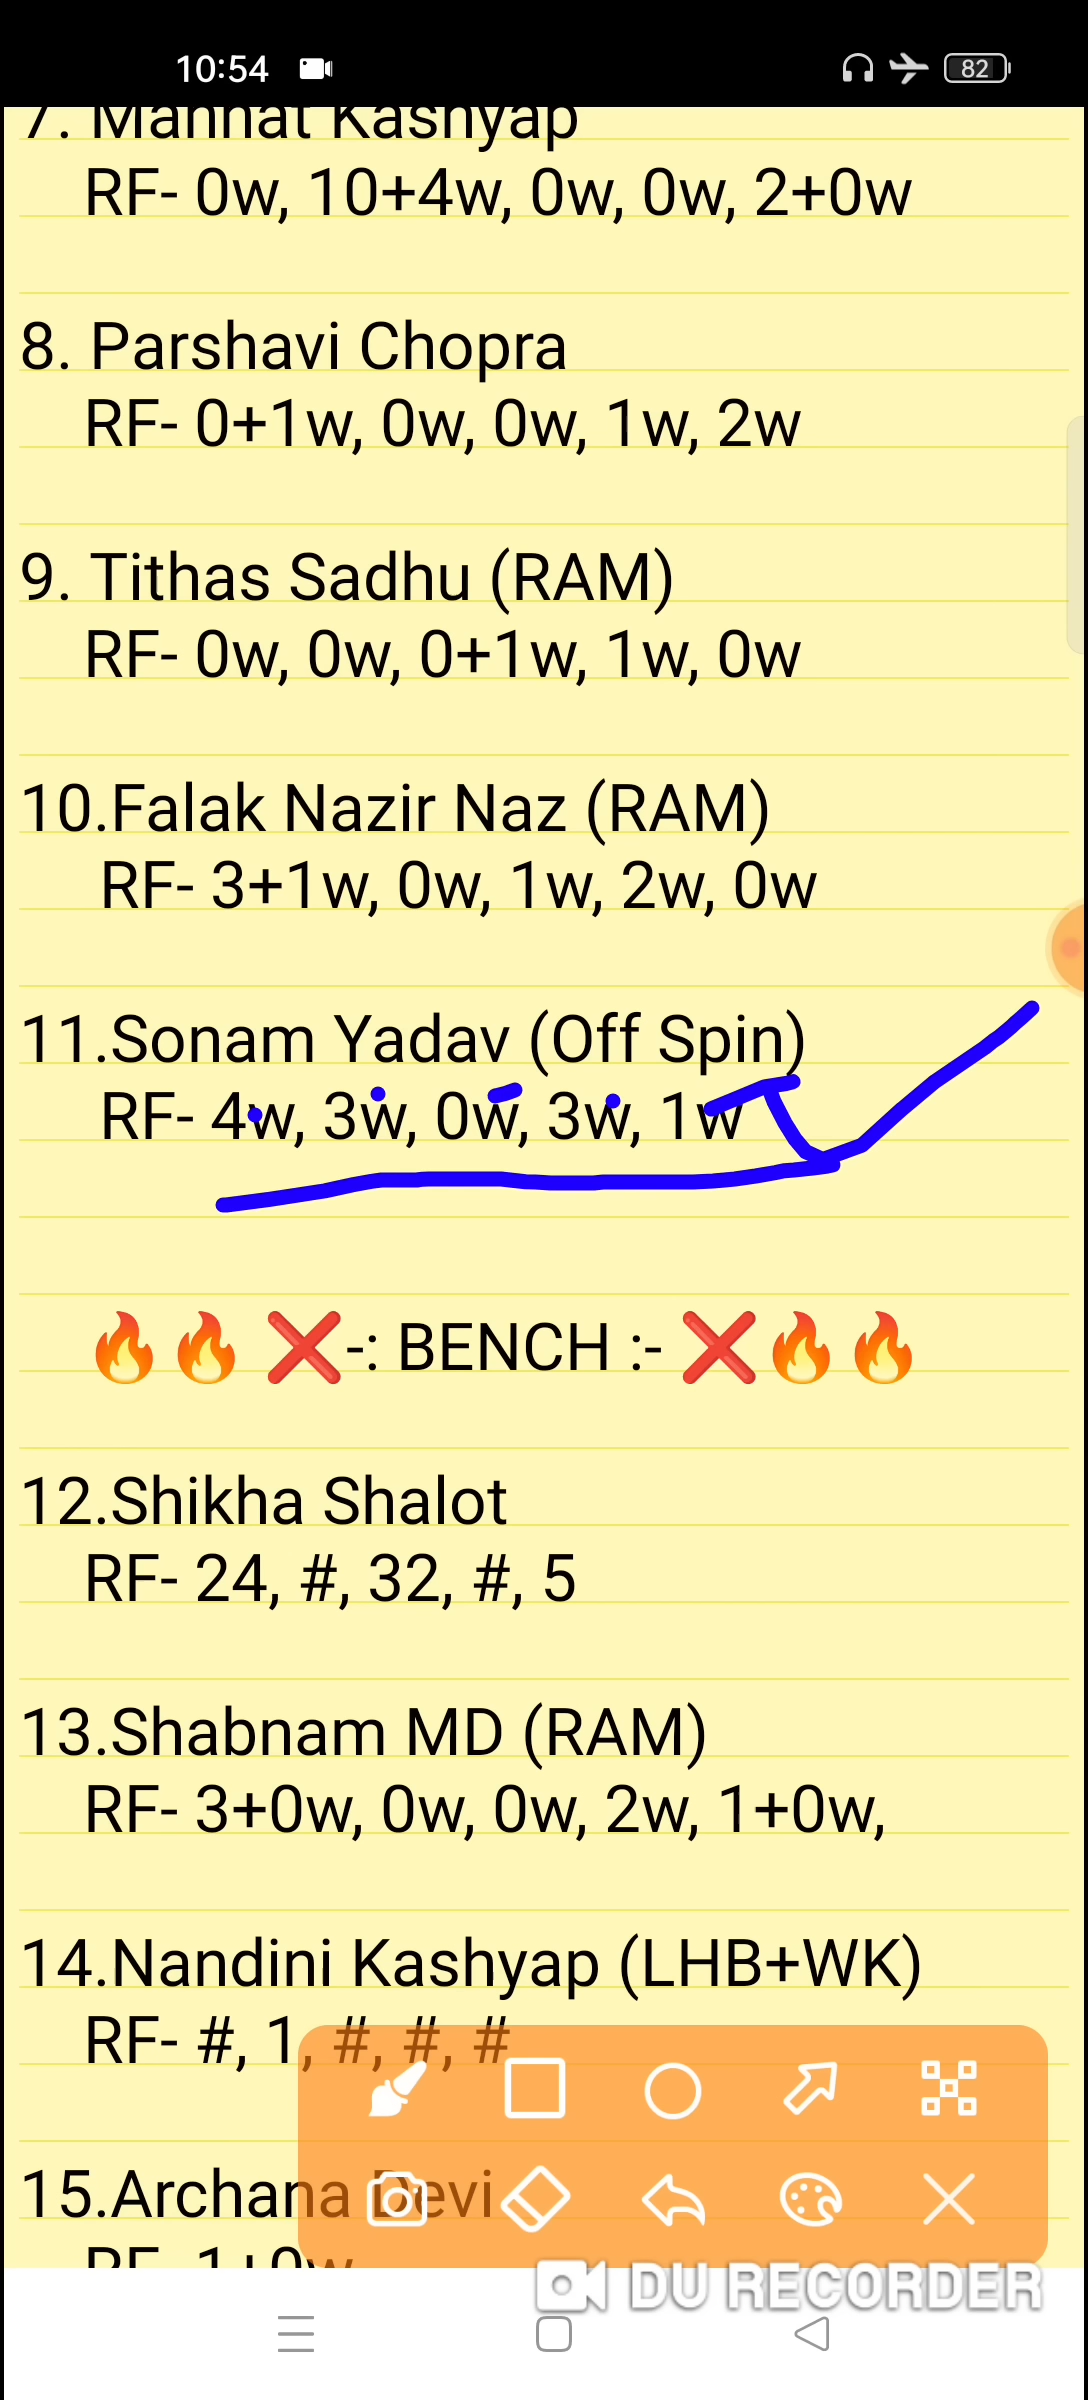 10:54 82
7. Mannat Kashyap
RF- 0w, 10+4w, 0w, 0w, 2+0w
8. Parshavi Chopra
RF- 0+1w, 0w, 0w, 1w, 2w
9. Tithas Sadhu (RAM)
RF- 0w, 0w, 0+1w, 1w, 0w
10.Falak Nazir Naz (RAM)
RF- 3+1w, 0w, 1w, 2w, 0w
11.Sonam Yadav (Off Spin)
RF- 4w, 3w, 0w, 3w, 1w
🔥🔥 ❌-: BENCH :- ❌🔥🔥
12.Shikha Shalot
RF- 24, #, 32, #, 5
13.Shabnam MD (RAM)
RF- 3+0w, 0w, 0w, 2w, 1+0w,
14.Nandini Kashyap (LHB+WK)
RF- #, 1, #, #, #
15.Archana Devi
RF- 1+0w
DU RECORDER